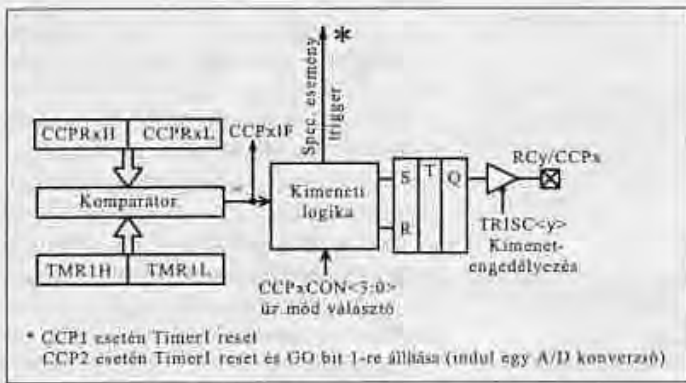 *
Spec. esemény
trigger
CCPRxH CCPRxL
CCPxIF
RCy/CCPx
Komparátor
=
Kimeneti
logika
S T Q
R
TRISC<y>
Kimenet-
engedélyezés
TMR1H TMR1L
CCPxCON<3:0>
üz mód választó
* CCP1 esetén Timer1 reset
CCP2 esetén Timer1 reset és GO bit 1-re állítása (indul egy A/D konverzió)